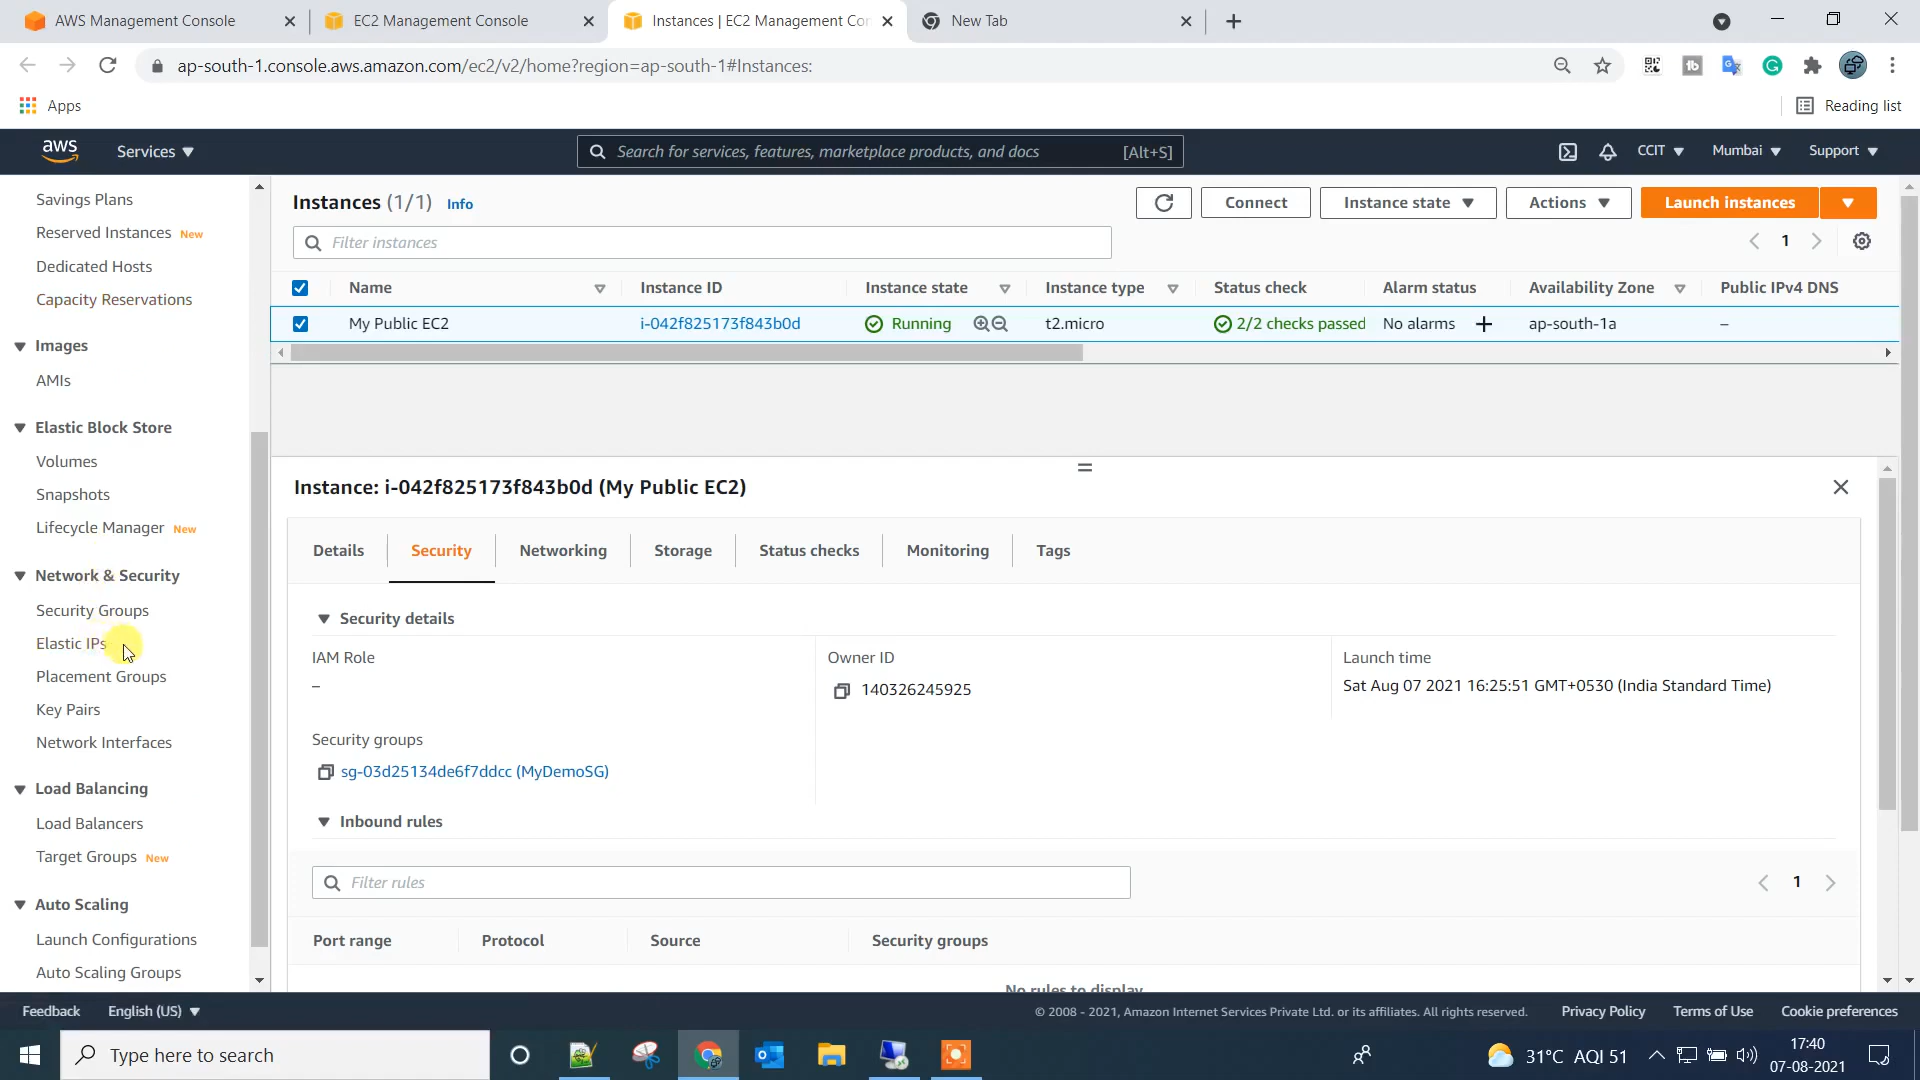 AWS Management Console
EC2 Management Console
Instances | EC2 Management Co
New Tab
ap-south-1.console.aws.amazon.com/ec2/v2/home?region=ap-south-1#Instances:
Apps
Reading list
aws
Services
Search for services, features, marketplace products, and docs
[Alt+S]
CCIT
Mumbai
Support
Savings Plans
Reserved Instances New
Dedicated Hosts
Capacity Reservations
Images
AMIs
Elastic Block Store
Volumes
Snapshots
Lifecycle Manager New
Network & Security
Security Groups
Elastic IPs
Placement Groups
Key Pairs
Network Interfaces
Load Balancing
Load Balancers
Target Groups New
Auto Scaling
Launch Configurations
Auto Scaling Groups
Instances (1/1) Info
Connect
Instance state
Actions
Launch instances
Filter instances
1
Name Instance ID Instance state Instance type Status check Alarm status Availability Zone Public IPv4 DNS
My Public EC2 i-042f825173f843b0d Running t2.micro 2/2 checks passed No alarms + ap-south-1a –
Instance: i-042f825173f843b0d (My Public EC2)
Details Security Networking Storage Status checks Monitoring Tags
Security details
IAM Role
–
Owner ID
140326245925
Launch time
Sat Aug 07 2021 16:25:51 GMT+0530 (India Standard Time)
Security groups
sg-03d25134de6f7ddcc (MyDemoSG)
Inbound rules
Filter rules
1
Port range Protocol Source Security groups
No rules to display
Feedback English (US)
© 2008 - 2021, Amazon Internet Services Private Ltd. or its affiliates. All rights reserved. Privacy Policy Terms of Use Cookie preferences
Type here to search
31°C AQI 51
17:40
07-08-2021